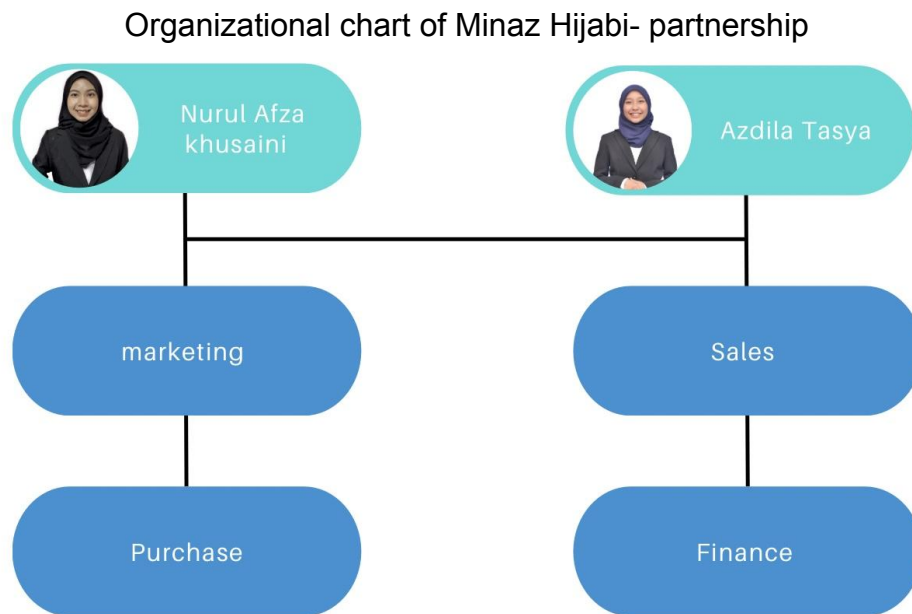 Organizational chart of Minaz Hijabi- partnership
Nurul Afza
khusaini
Azdila Tasya
marketing
Sales
Purchase
Finance